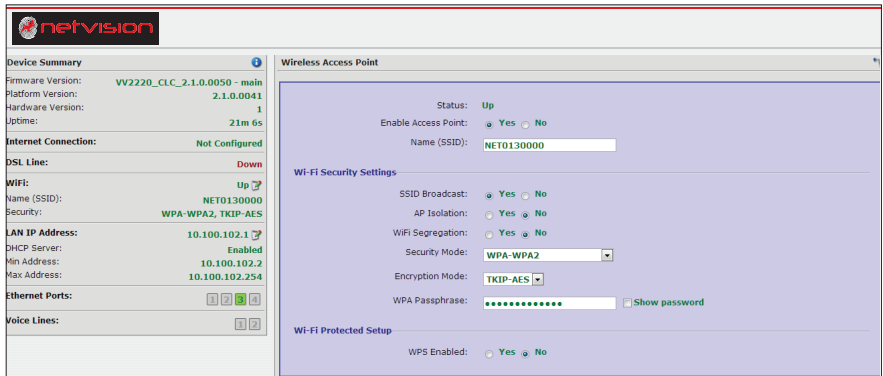 netvision
Device Summary
Firmware Version: VV2220_CLC_2.1.0.0050 - main
Platform Version: 2.1.0.0041
Hardware Version: 1
Uptime: 21m 6s
Internet Connection: Not Configured
DSL Line: Down
WiFi: Up
Name (SSID): NET0130000
Security: WPA-WPA2, TKIP-AES
LAN IP Address: 10.100.102.1
DHCP Server: Enabled
Min Address: 10.100.102.2
Max Address: 10.100.102.254
Ethernet Ports: 1 2 3 4
Voice Lines: 1 2
Wireless Access Point
Status: Up
Enable Access Point: Yes No
Name (SSID): NET0130000
Wi-Fi Security Settings
SSID Broadcast: Yes No
AP Isolation: Yes No
WiFi Segregation: Yes No
Security Mode: WPA-WPA2
Encryption Mode: TKIP-AES
WPA Passphrase: ●●●●●●●●●●●●● Show password
Wi-Fi Protected Setup
WPS Enabled: Yes No